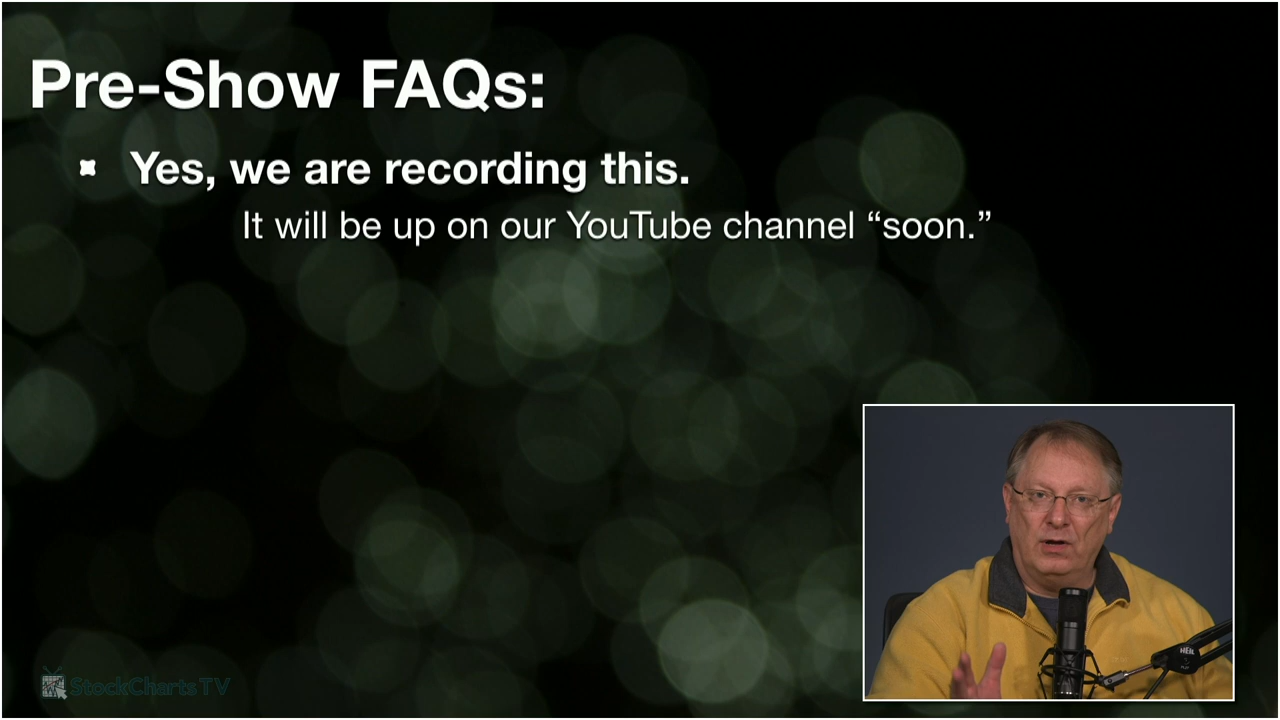 Pre-Show FAQs:
Yes, we are recording this.
It will be up on our YouTube channel “soon.”
StockCharts TV
HEIL